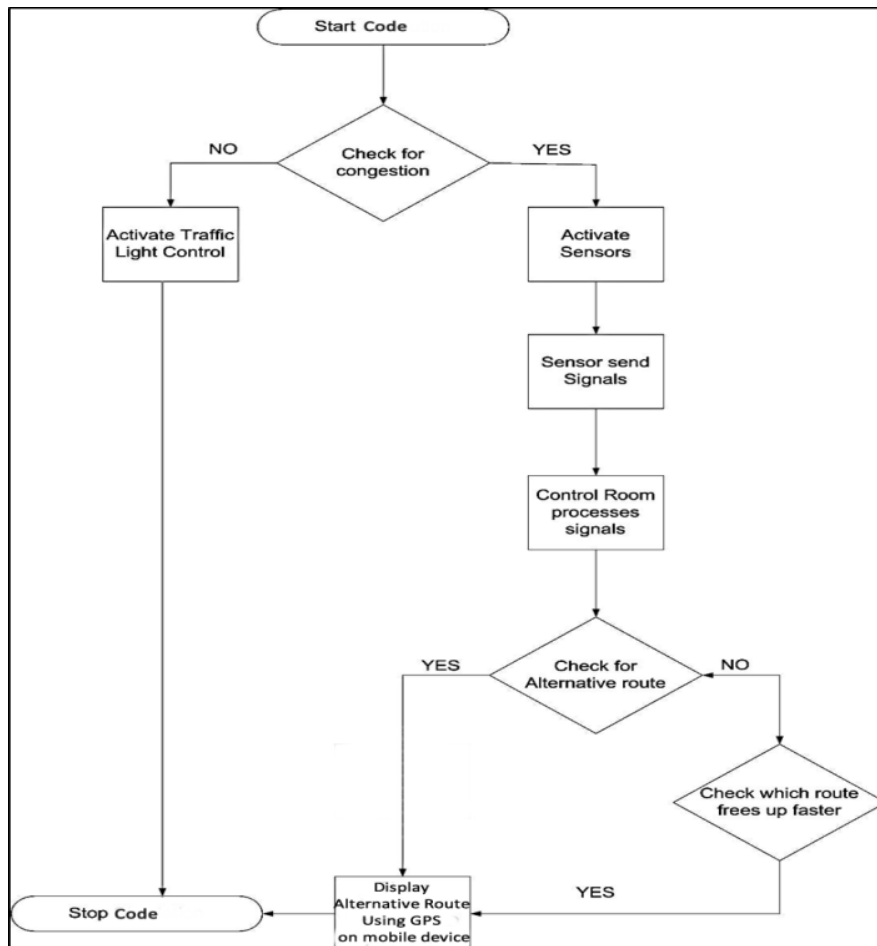 Start Code
NO
Check for
congestion
YES
Activate Traffic
Light Control
Activate
Sensors
Sensor send
Signals
Control Room
processes
signals
YES
Check for
Alternative route
NO
Check which route
frees up faster
Display
Alternative Route
Using GPS
on mobile device
YES
Stop Code